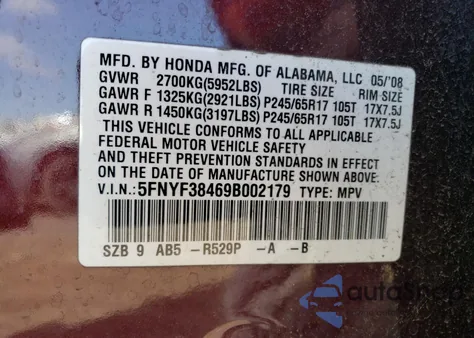 MFD. BY HONDA MFG. OF ALABAMA, LLC 05/'08
GVWR 2700KG(5952LBS) TIRE SIZE RIM SIZE
GAWR F 1325KG(2921LBS) P245/65R17 105T 17X7.5J
GAWR R 1450KG(3197LBS) P245/65R17 105T 17X7.5J
THIS VEHICLE CONFORMS TO ALL APPLICABLE
FEDERAL MOTOR VEHICLE SAFETY
AND THEFT PREVENTION STANDARDS IN EFFECT
ON THE DATE OF MANUFACTURE SHOWN ABOVE.
V.I.N.: 5FNYF38469B002179 TYPE: MPV
SZB 9 AB5 -R529P -A -B
autoShop